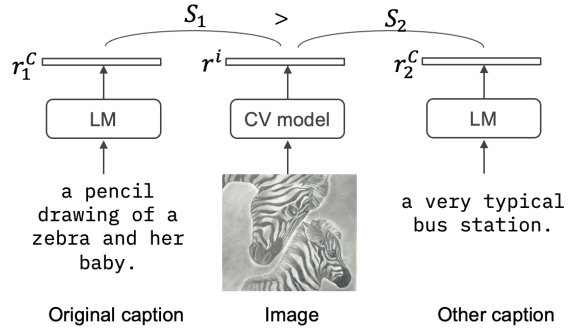 S₁ > S₂
r₁ᶜ rⁱ r₂ᶜ
LM CV model LM
a pencil
drawing of a
zebra and her
baby.
a very typical
bus station.
Original caption Image Other caption